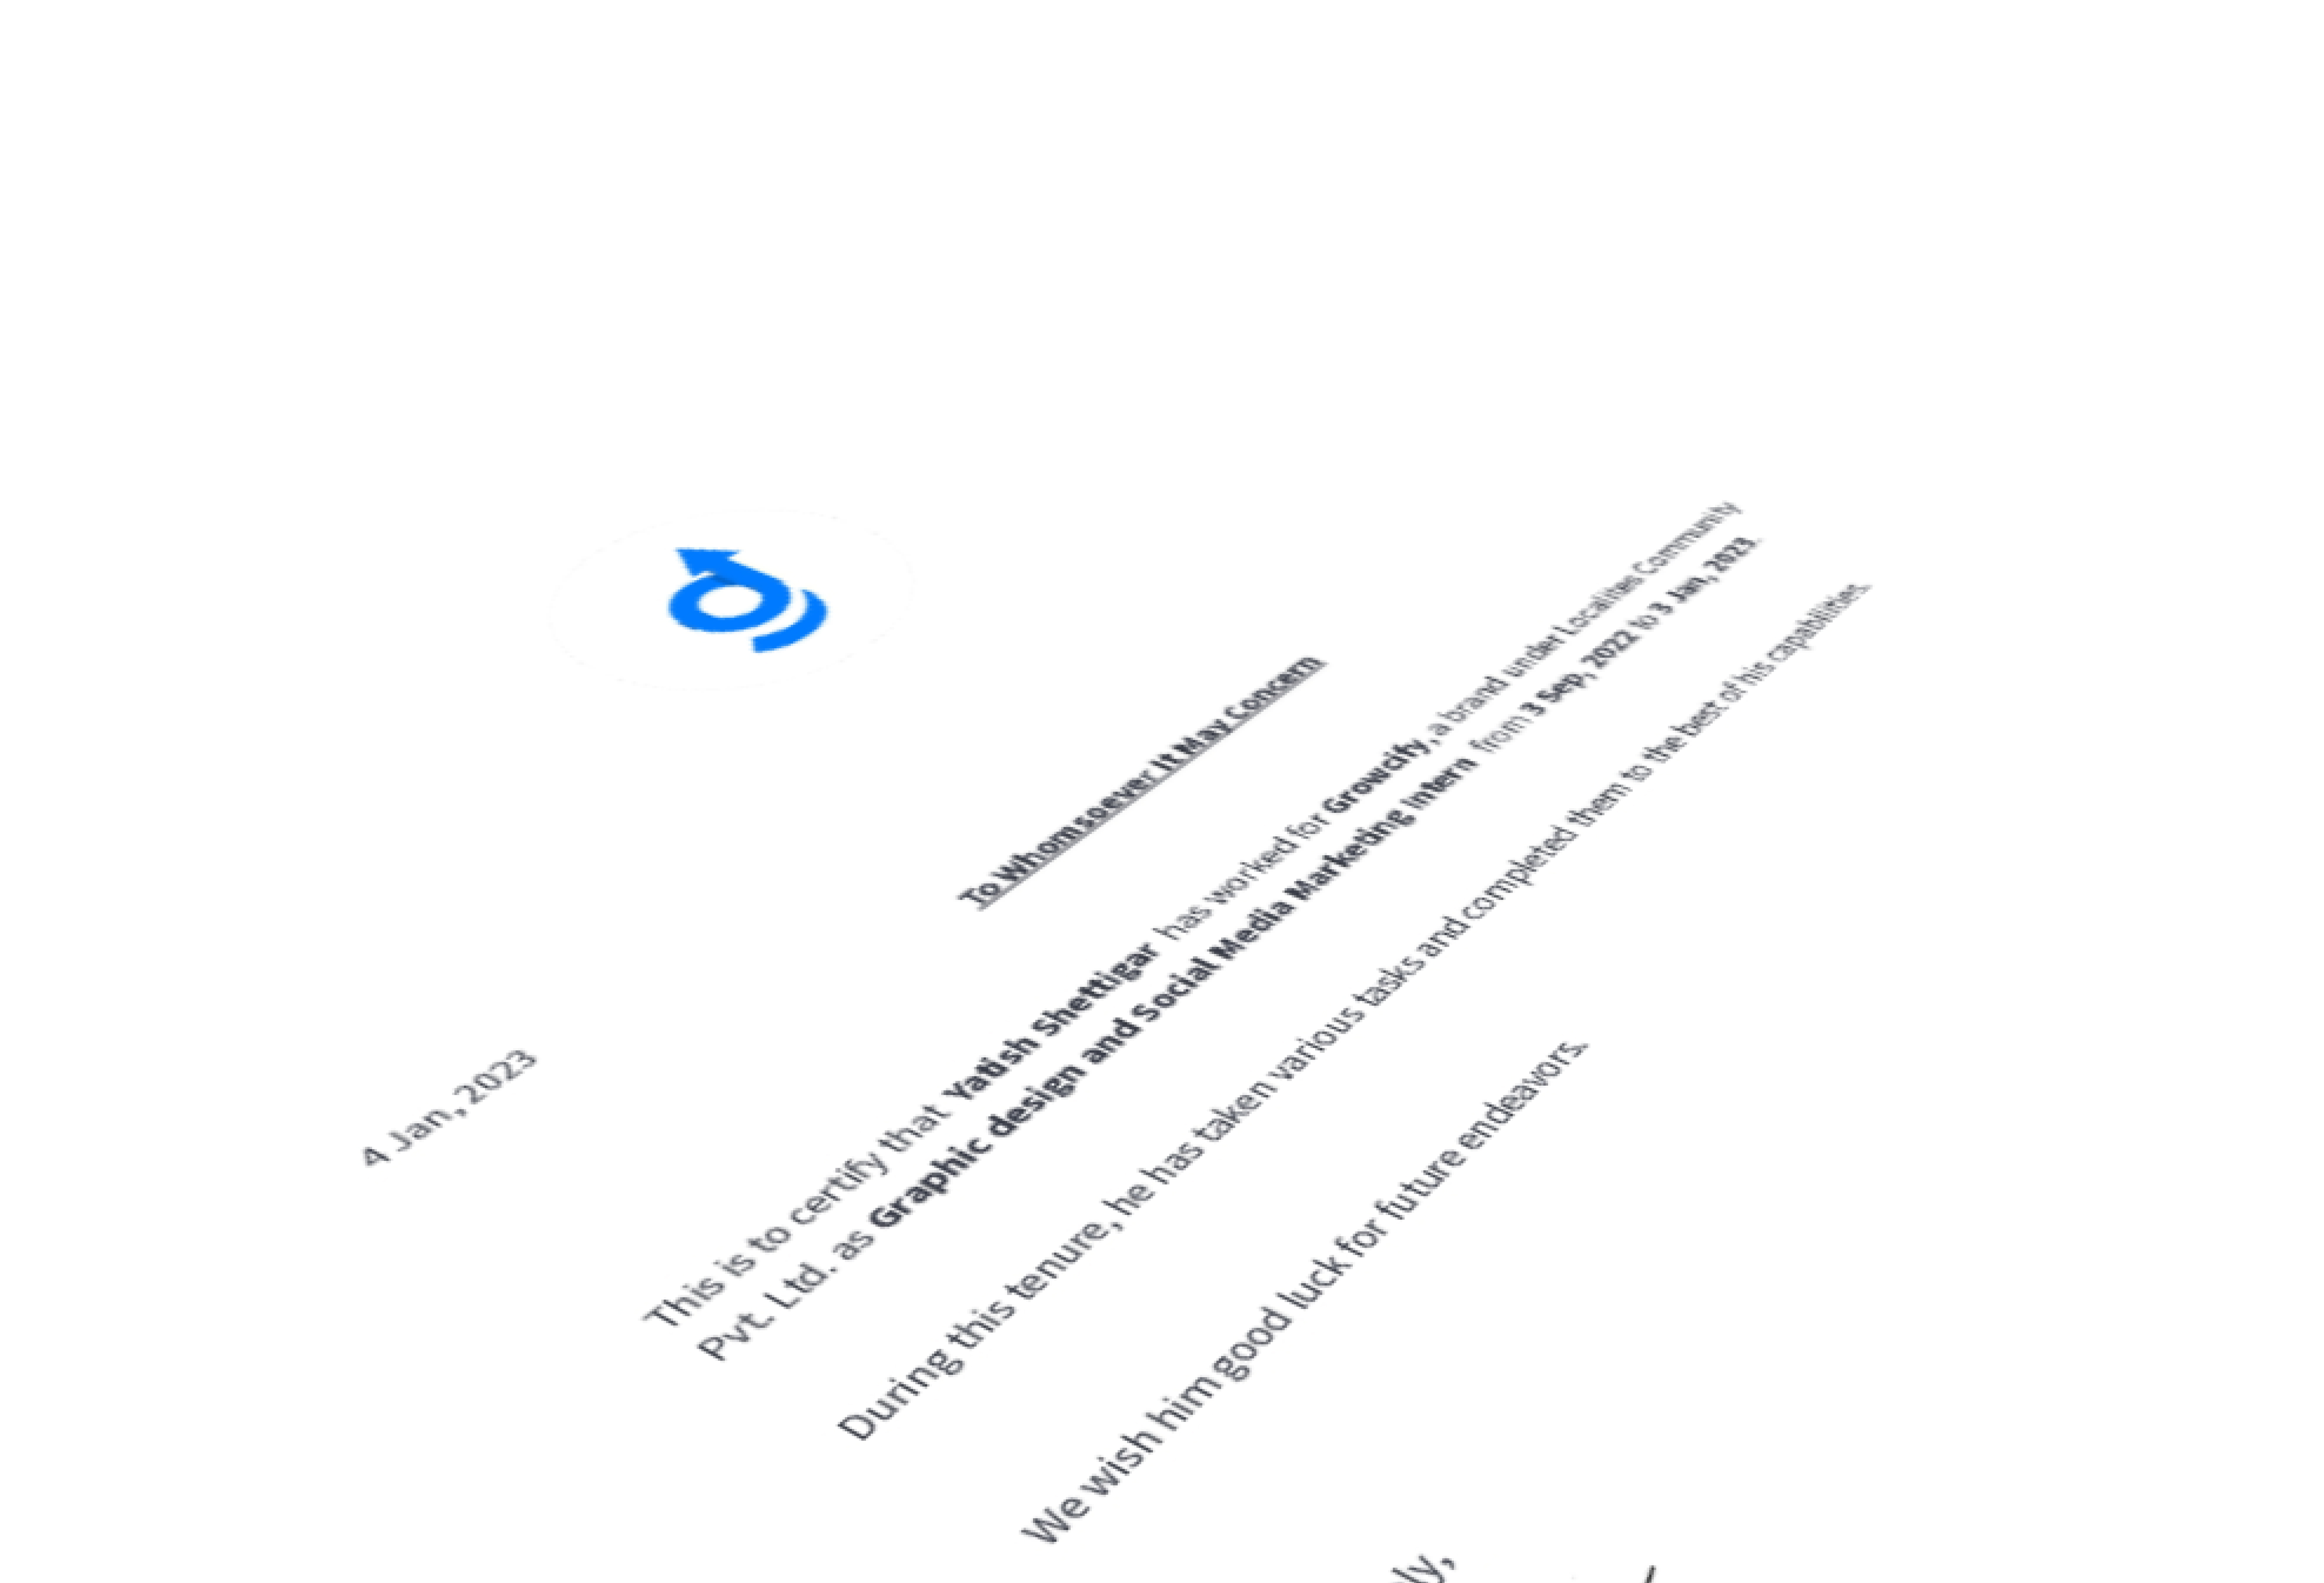 4 Jan, 2023
To Whomsoever It May Concern
This is to certify that Yatish Shettigar has worked for Growcify, a brand under Localites Community
Pvt. Ltd. as Graphic design and Social Media Marketing Intern from 3 Sep, 2022 to 3 Jan, 2023.
During this tenure, he has taken various tasks and completed them to the best of his capabilities.
We wish him good luck for future endeavors.